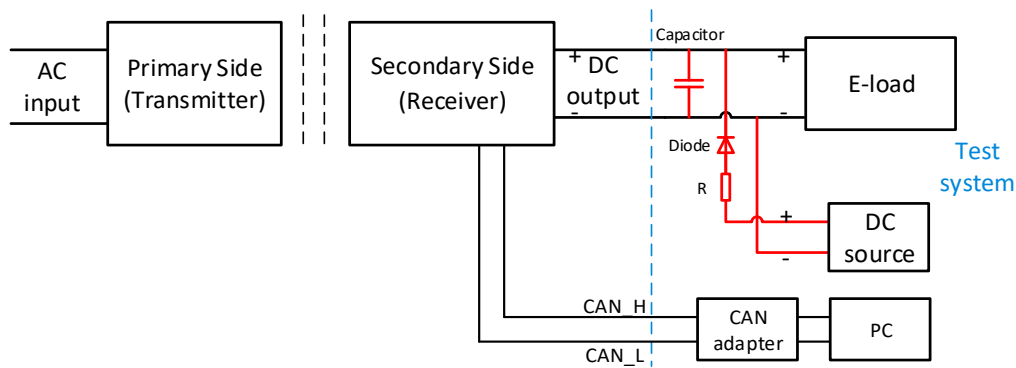 AC
input
Primary Side
(Transmitter)
Secondary Side
(Receiver)
+
-
DC
output
Capacitor
+
-
E-load
Diode
R
Test
system
+
-
DC
source
CAN_H
CAN_L
CAN
adapter
PC